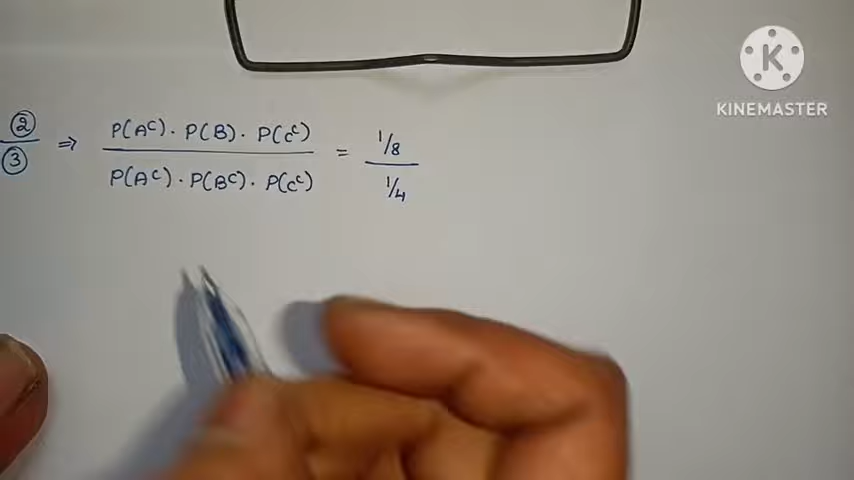 ② / ③ ⇒ P(Aᶜ) · P(B) · P(Cᶜ) / P(Aᶜ) · P(Bᶜ) · P(Cᶜ) = 1/8 / 1/4
K
KINEMASTER